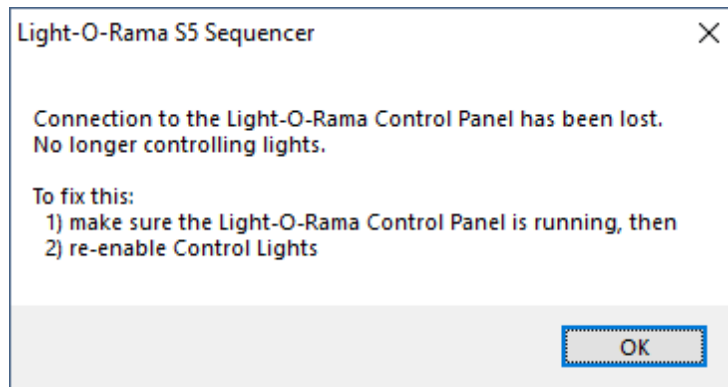 Light-O-Rama S5 Sequencer
Connection to the Light-O-Rama Control Panel has been lost.
No longer controlling lights.
To fix this:
1) make sure the Light-O-Rama Control Panel is running, then
2) re-enable Control Lights
OK